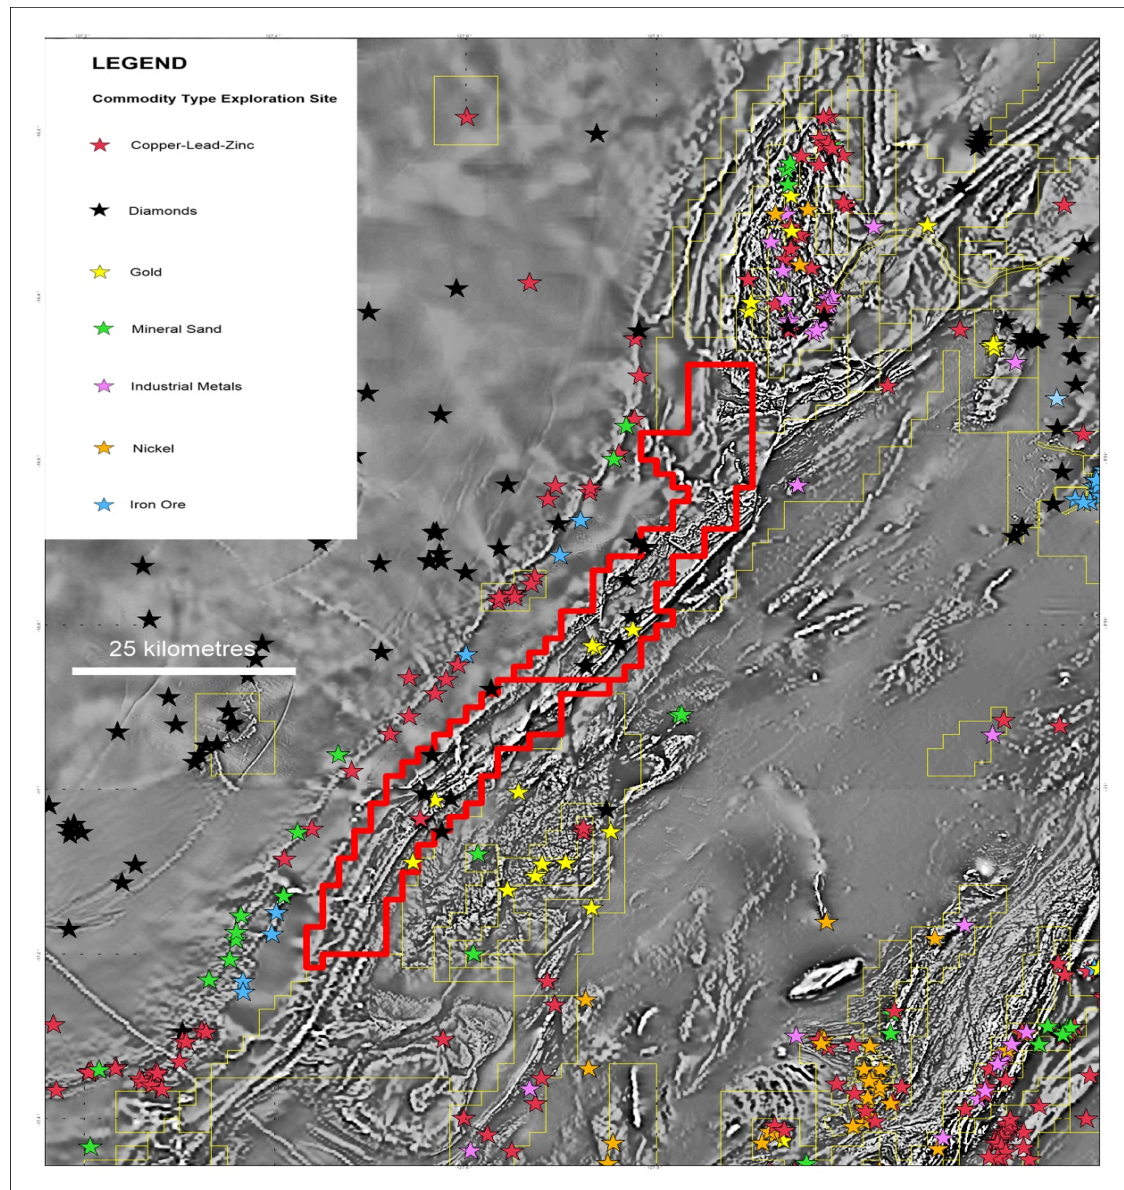 LEGEND
Commodity Type Exploration Site
Copper-Lead-Zinc
Diamonds
Gold
Mineral Sand
Industrial Metals
Nickel
Iron Ore
25 kilometres